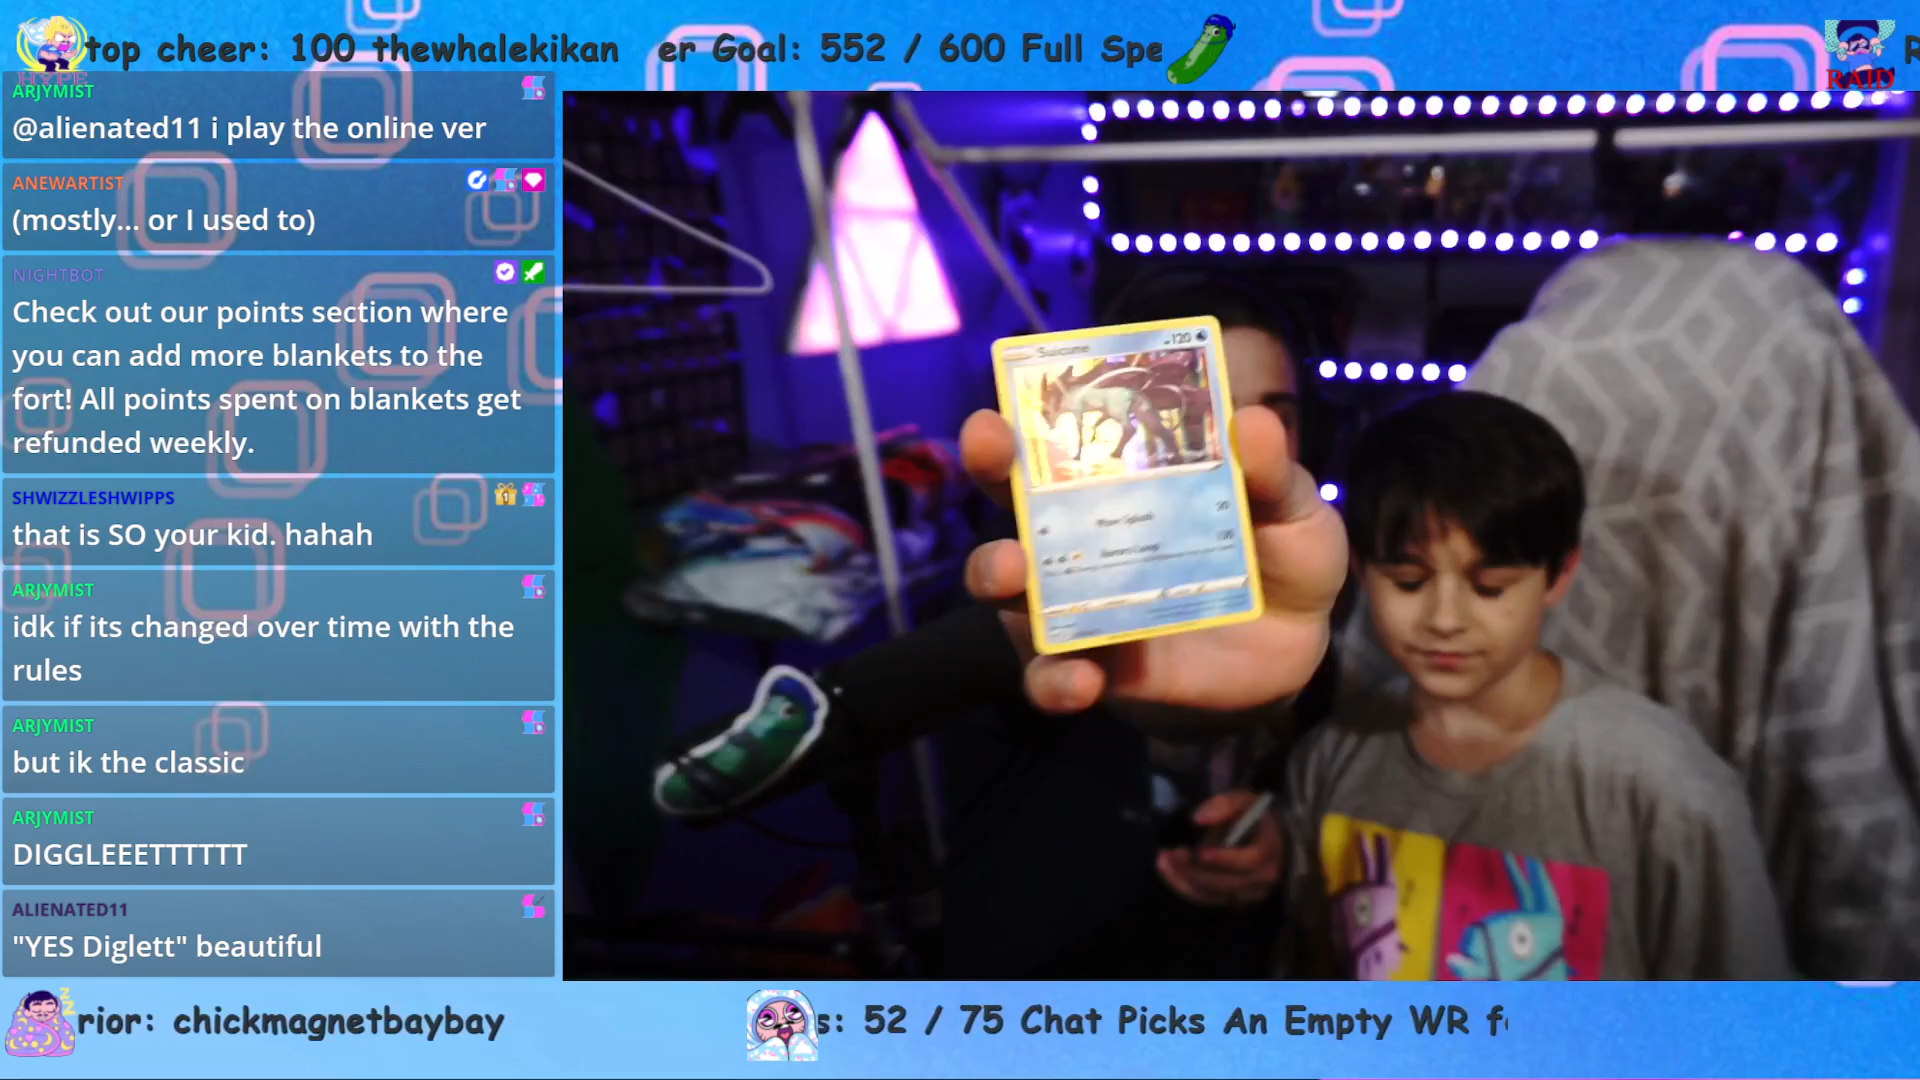 top cheer: 100 thewhalekikan er Goal: 552 / 600 Full Spe
HYPE
RAID
R
ARJYMIST
@alienated11 i play the online ver
ANEWARTIST
(mostly... or I used to)
NIGHTBOT
Check out our points section where
you can add more blankets to the
fort! All points spent on blankets get
refunded weekly.
SHWIZZLESHWIPPS
that is SO your kid. hahah
ARJYMIST
idk if its changed over time with the
rules
ARJYMIST
but ik the classic
ARJYMIST
DIGGLEEETTTTTT
ALIENATED11
"YES Diglett" beautiful
Suicune 120
rior: chickmagnetbaybay
s: 52 / 75 Chat Picks An Empty WR f